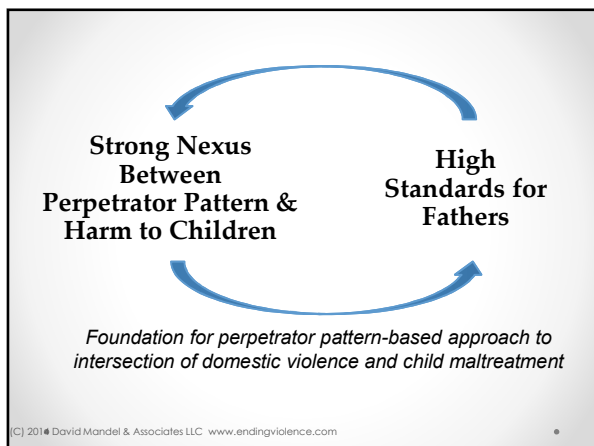 Strong Nexus
Between
Perpetrator Pattern &
Harm to Children
High
Standards for
Fathers
Foundation for perpetrator pattern-based approach to
intersection of domestic violence and child maltreatment
(C) 2014 David Mandel & Associates LLC www.endingviolence.com